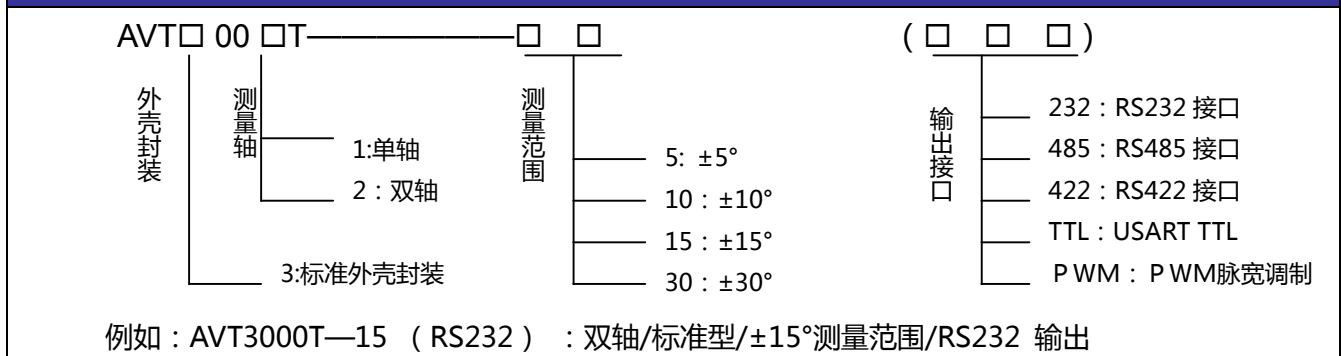 AVT□ 00 □T——————□ □ (□ □ □)
外壳封装
测量轴
1:单轴
2：双轴
3:标准外壳封装
测量范围
5: ±5°
10：±10°
15：±15°
30：±30°
输出接口
232：RS232 接口
485：RS485 接口
422：RS422 接口
TTL：USART TTL
PWM：PWM脉宽调制
例如：AVT3000T—15 （RS232） ：双轴/标准型/±15°测量范围/RS232 输出